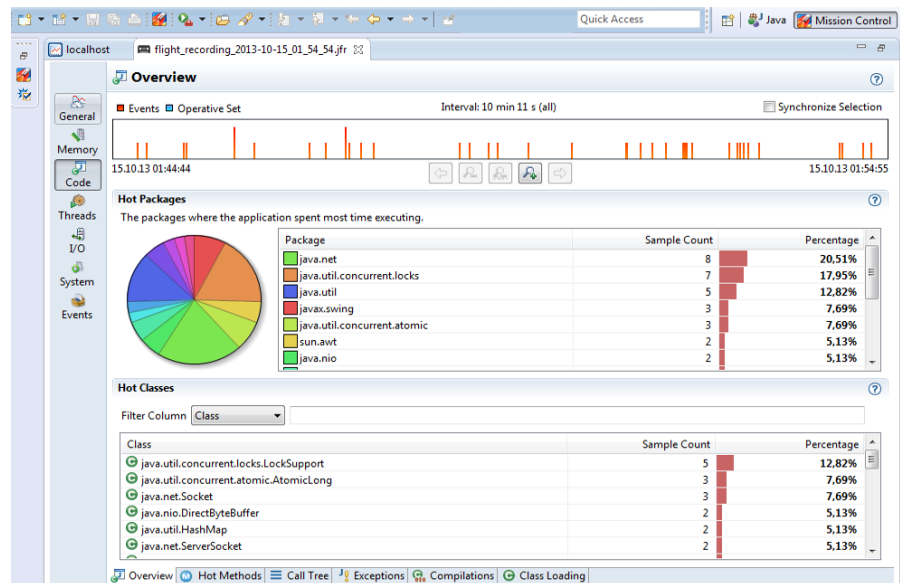 Quick Access
Java
Mission Control
localhost
flight_recording_2013-10-15_01_54_54.jfr
Overview
General
Memory
Code
Threads
I/O
System
Events
Events Operative Set Interval: 10 min 11 s (all) Synchronize Selection
15.10.13 01:44:44 15.10.13 01:54:55
Hot Packages
The packages where the application spent most time executing.
Package Sample Count Percentage
java.net 8 20,51%
java.util.concurrent.locks 7 17,95%
java.util 5 12,82%
javax.swing 3 7,69%
java.util.concurrent.atomic 3 7,69%
sun.awt 2 5,13%
java.nio 2 5,13%
Hot Classes
Filter Column Class
Class Sample Count Percentage
java.util.concurrent.locks.LockSupport 5 12,82%
java.util.concurrent.atomic.AtomicLong 3 7,69%
java.net.Socket 3 7,69%
java.nio.DirectByteBuffer 2 5,13%
java.util.HashMap 2 5,13%
java.net.ServerSocket 2 5,13%
Overview Hot Methods Call Tree Exceptions Compilations Class Loading